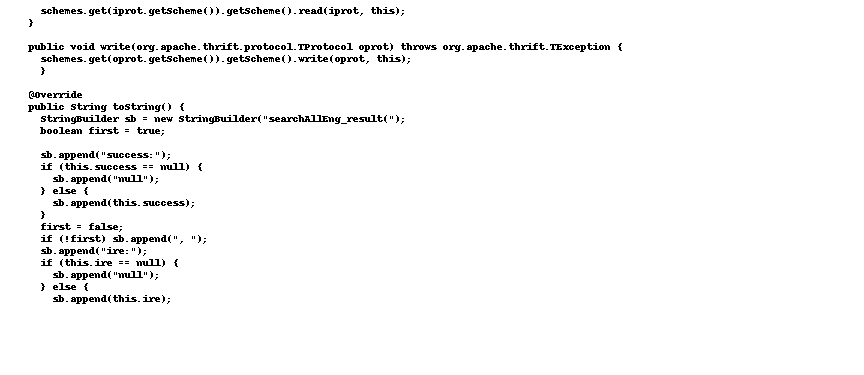 schemes.get(iprot.getScheme()).getScheme().read(iprot, this);
}
public void write(org.apache.thrift.protocol.TProtocol oprot) throws org.apache.thrift.TException {
schemes.get(oprot.getScheme()).getScheme().write(oprot, this);
}
@Override
public String toString() {
StringBuilder sb = new StringBuilder("searchAllEng_result(");
boolean first = true;
sb.append("success:");
if (this.success == null) {
sb.append("null");
} else {
sb.append(this.success);
}
first = false;
if (!first) sb.append(", ");
sb.append("ire:");
if (this.ire == null) {
sb.append("null");
} else {
sb.append(this.ire);